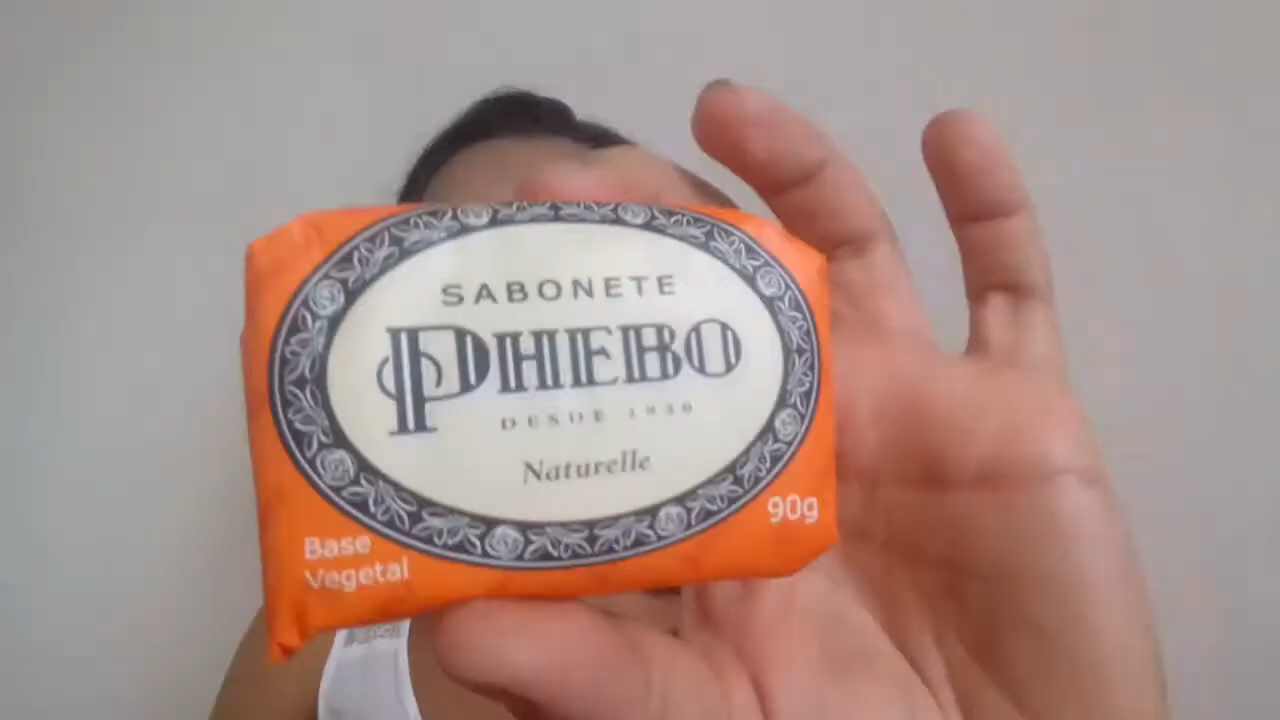 SABONETE
PHEBO
DESDE 1930
Naturelle
90g
Base
Vegetal